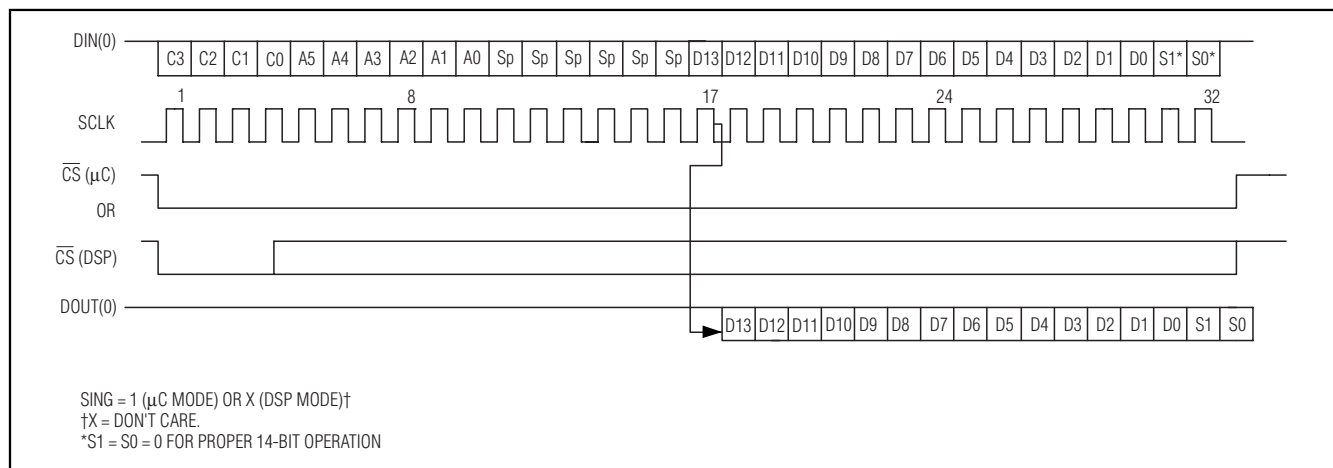 DIN(0) C3 C2 C1 C0 A5 A4 A3 A2 A1 A0 Sp Sp Sp Sp Sp Sp D13 D12 D11 D10 D9 D8 D7 D6 D5 D4 D3 D2 D1 D0 S1* S0*
1 8 17 24 32
SCLK
CS (μC)
OR
CS (DSP)
DOUT(0)
D13 D12 D11 D10 D9 D8 D7 D6 D5 D4 D3 D2 D1 D0 S1 S0
SING = 1 (μC MODE) OR X (DSP MODE)†
†X = DON'T CARE.
*S1 = S0 = 0 FOR PROPER 14-BIT OPERATION